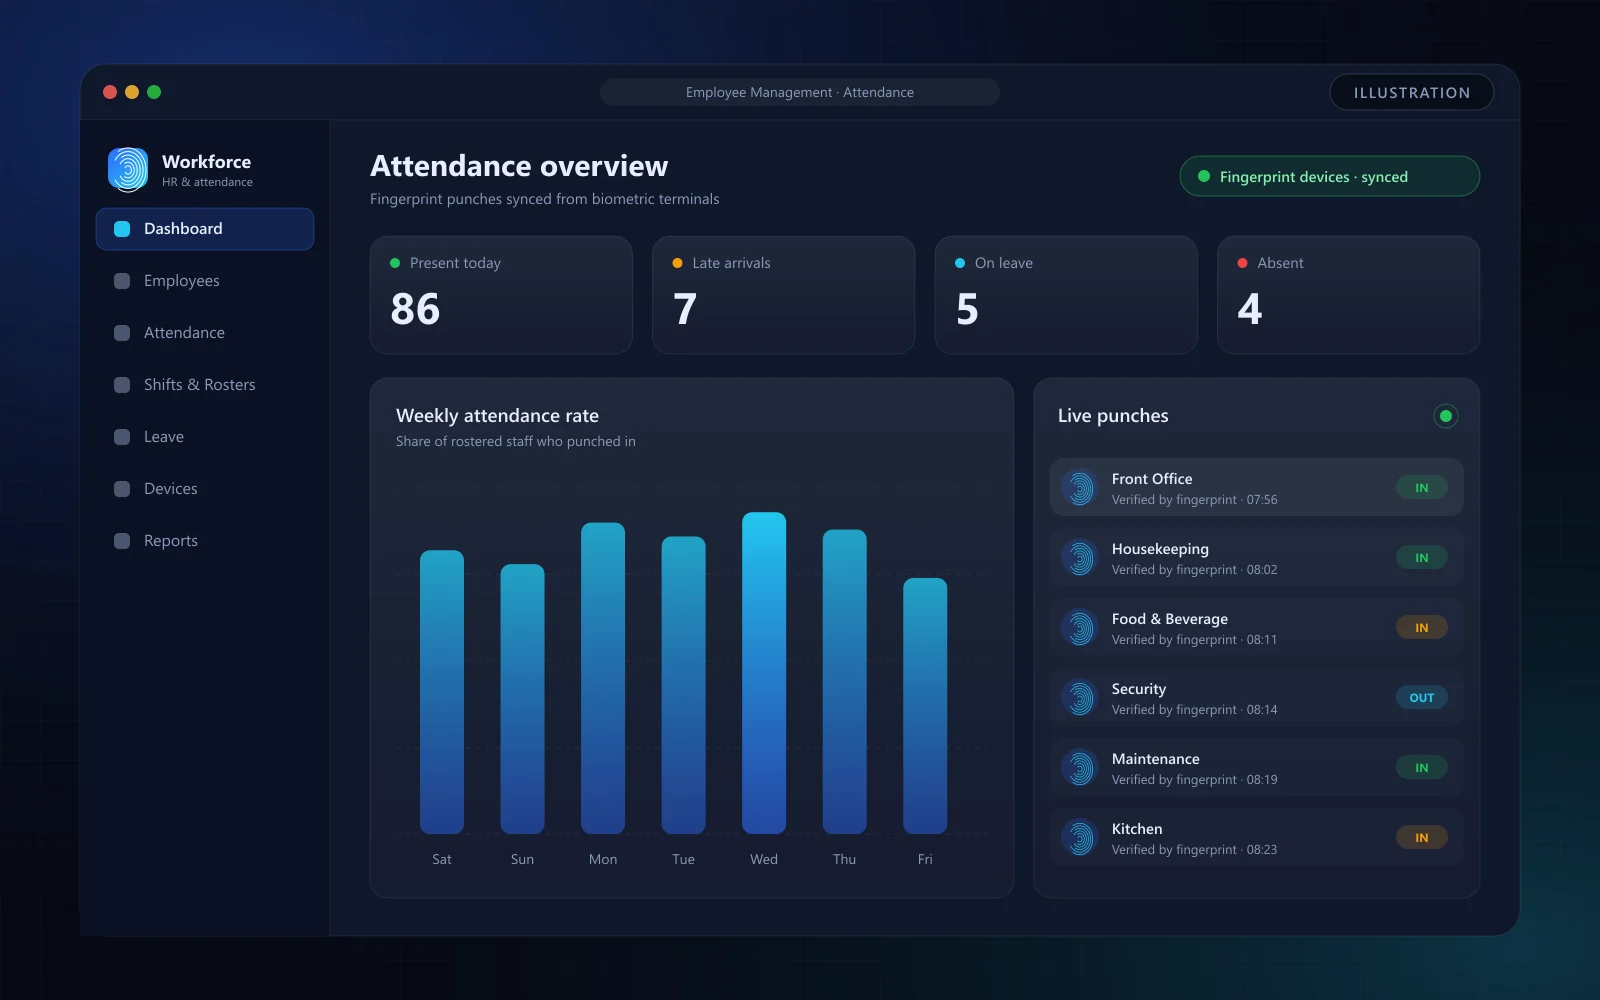 Employee Management · Attendance
ILLUSTRATION
Workforce
HR & attendance
Dashboard
Employees
Attendance
Shifts & Rosters
Leave
Devices
Reports
Attendance overview
Fingerprint punches synced from biometric terminals
Fingerprint devices · synced
Present today
86
Late arrivals
7
On leave
5
Absent
4
Weekly attendance rate
Share of rostered staff who punched in
Sat Sun Mon Tue Wed Thu Fri
Live punches
Front Office
Verified by fingerprint · 07:56
IN
Housekeeping
Verified by fingerprint · 08:02
IN
Food & Beverage
Verified by fingerprint · 08:11
IN
Security
Verified by fingerprint · 08:14
OUT
Maintenance
Verified by fingerprint · 08:19
IN
Kitchen
Verified by fingerprint · 08:23
IN